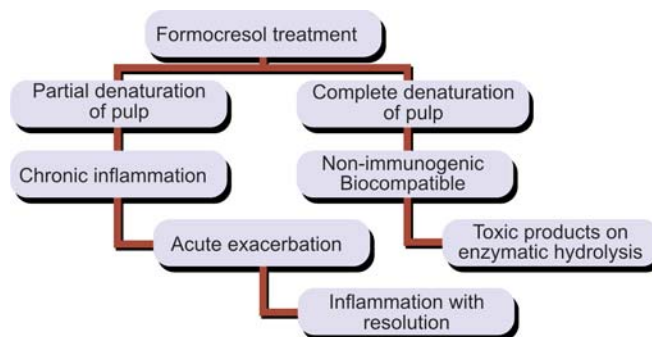 Formocresol treatment
Partial denaturation
of pulp
Complete denaturation
of pulp
Chronic inflammation
Non-immunogenic
Biocompatible
Acute exacerbation
Toxic products on
enzymatic hydrolysis
Inflammation with
resolution